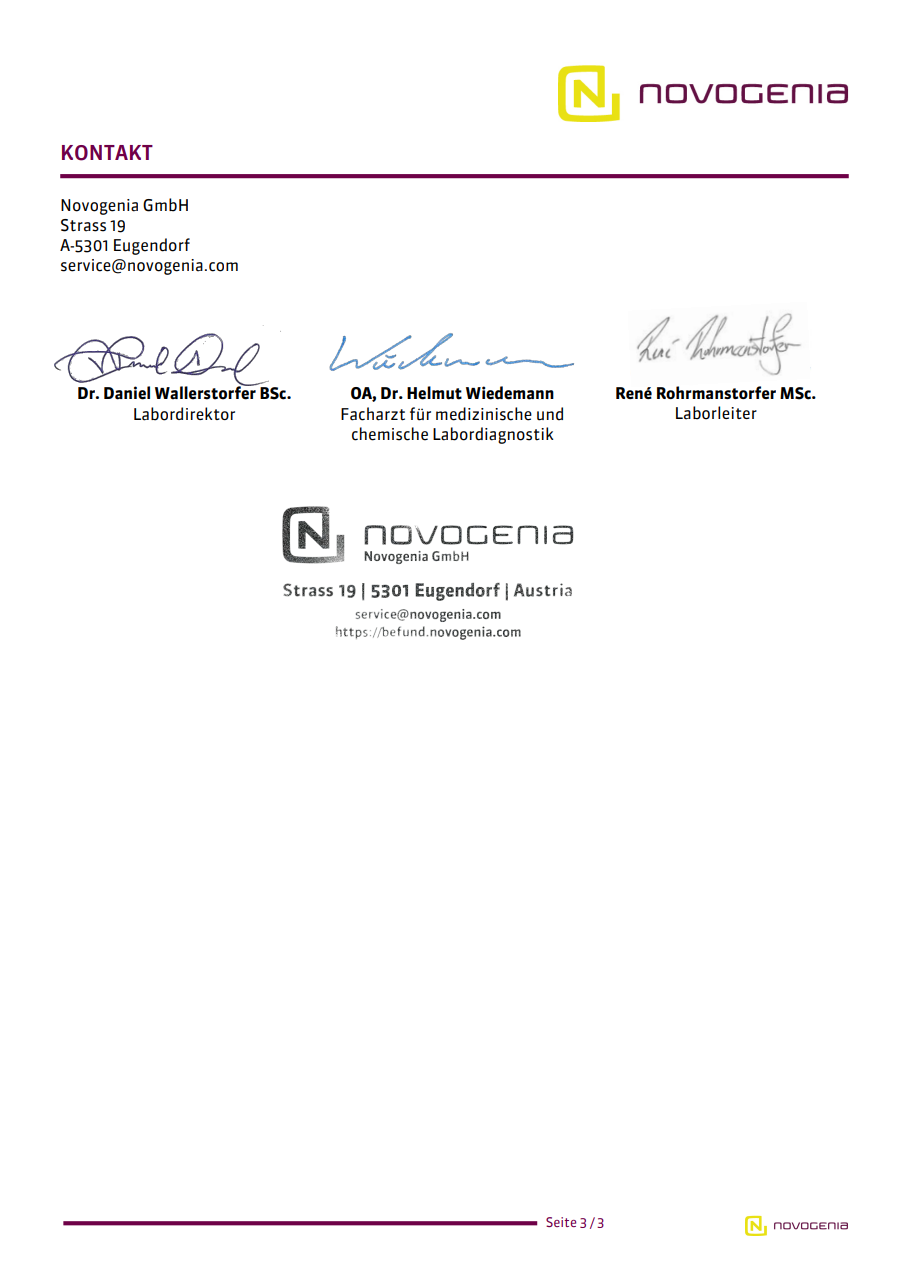 NOVOGENIA
KONTAKT
Novogenia GmbH
Strass 19
A-5301 Eugendorf
service@novogenia.com
Wiedemann
René Rohrmanstorfer
Dr. Daniel Wallerstorfer BSc.
OA, Dr. Helmut Wiedemann
René Rohrmanstorfer MSc.
Labordirektor
Facharzt für medizinische und
chemische Labordiagnostik
Laborleiter
NOVOGENIA
Novogenia GmbH
Strass 19 | 5301 Eugendorf | Austria
service@novogenia.com
https://befund.novogenia.com
Seite 3 / 3
NOVOGENIA